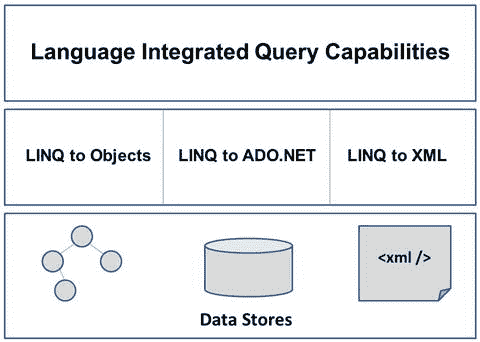 Language Integrated Query Capabilities
LINQ to Objects
LINQ to ADO.NET
LINQ to XML
<xml />
Data Stores